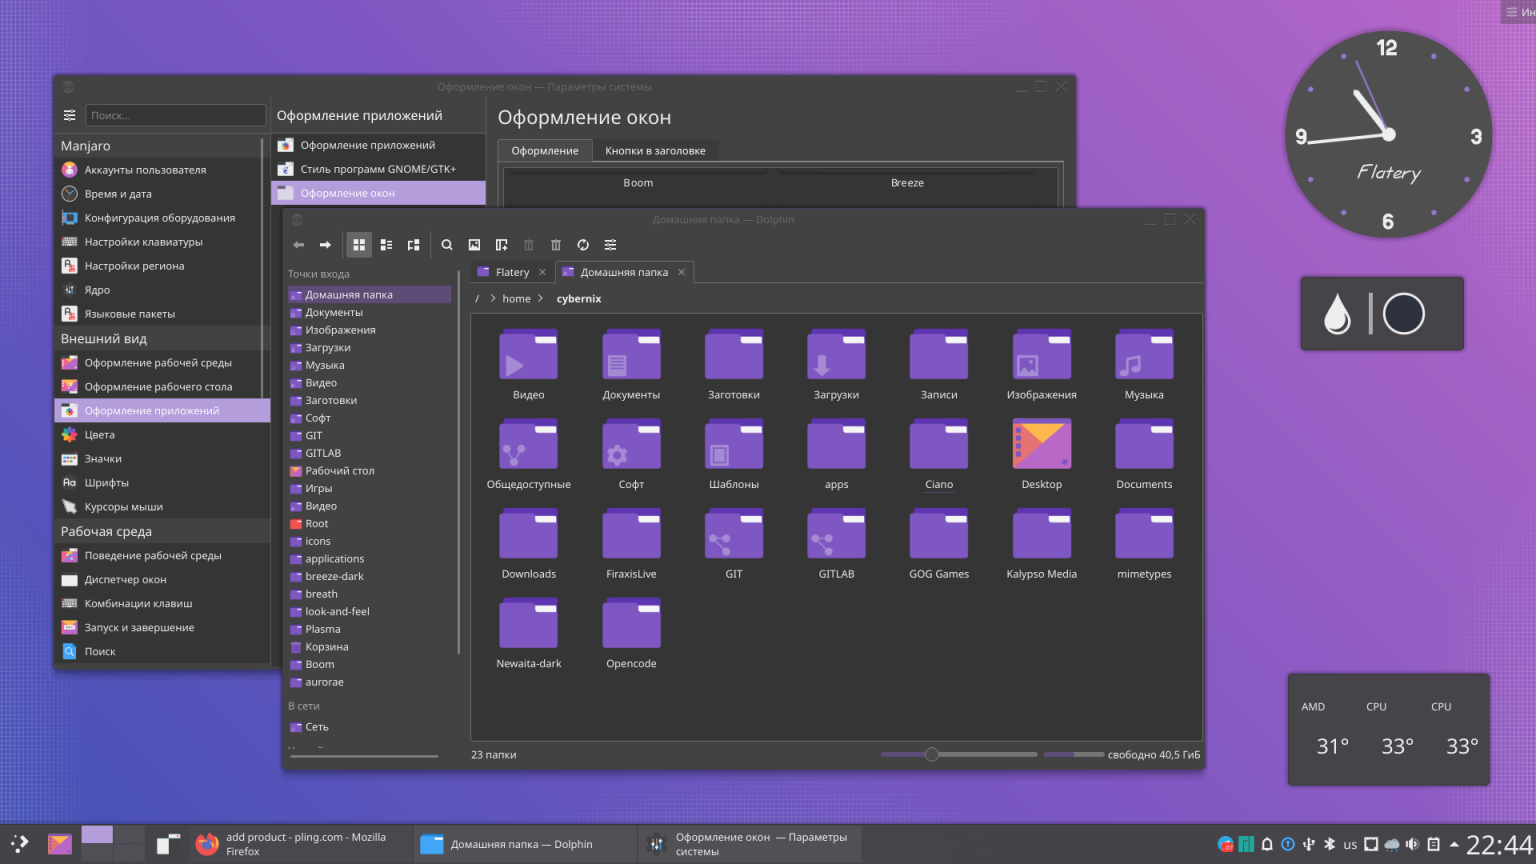 Ин
Оформление окон — Параметры системы
Поиск...
Оформление приложений
Оформление окон
Manjaro
Аккаунты пользователя
Время и дата
Конфигурация оборудования
Настройки клавиатуры
Настройки региона
Ядро
Языковые пакеты
Внешний вид
Оформление рабочей среды
Оформление рабочего стола
Оформление приложений
Цвета
Значки
Шрифты
Курсоры мыши
Рабочая среда
Поведение рабочей среды
Диспетчер окон
Комбинации клавиш
Запуск и завершение
Поиск
Оформление приложений
Стиль программ GNOME/GTK+
Оформление окон
Оформление
Кнопки в заголовке
Boom
Breeze
Домашняя папка — Dolphin
Точки входа
Домашняя папка
Документы
Изображения
Загрузки
Музыка
Видео
Заготовки
Софт
GIT
GITLAB
Рабочий стол
Игры
Видео
Root
icons
applications
breeze-dark
breath
look-and-feel
Plasma
Корзина
Boom
aurorae
В сети
Сеть
Flatery
Домашняя папка
/ > home > cybernix
Видео
Документы
Заготовки
Загрузки
Записи
Изображения
Музыка
Общедоступные
Софт
Шаблоны
apps
Ciano
Desktop
Documents
Downloads
FiraxisLive
GIT
GITLAB
GOG Games
Kalypso Media
mimetypes
Newaita-dark
Opencode
23 папки
свободно 40,5 ГиБ
12
9
3
Flatery
6
AMD
CPU
CPU
31°
33°
33°
add product - pling.com - Mozilla
Firefox
Домашняя папка — Dolphin
Оформление окон — Параметры
системы
us
22:44